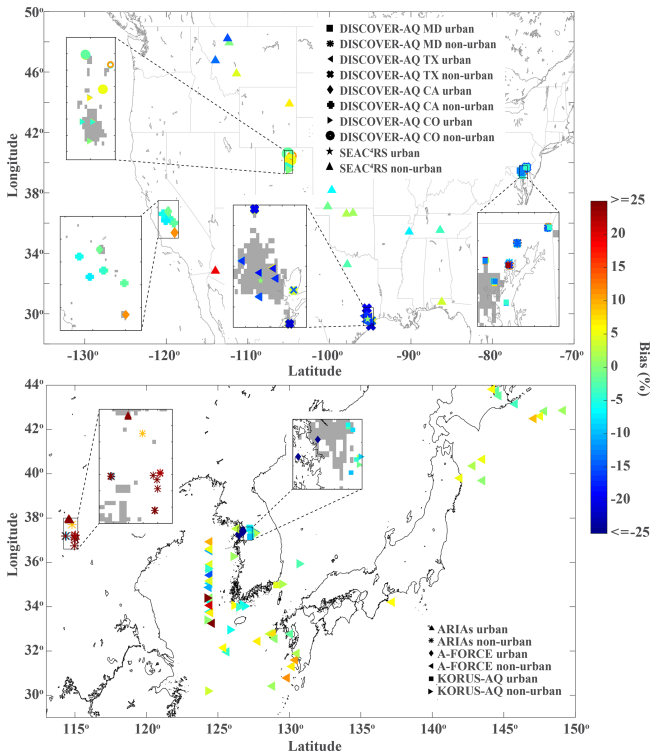 50°
46°
42°
38°
34°
30°
Longitude
-130
-120
-110
-100
-90
-80
-70
Latitude
DISCOVER-AQ MD urban
DISCOVER-AQ MD non-urban
DISCOVER-AQ TX urban
DISCOVER-AQ TX non-urban
DISCOVER-AQ CA urban
DISCOVER-AQ CA non-urban
DISCOVER-AQ CO urban
DISCOVER-AQ CO non-urban
SEAC⁴RS urban
SEAC⁴RS non-urban
>=25
20
15
10
5
0
-5
-10
-15
-20
<=-25
Bias (%)
44°
42°
40°
38°
36°
34°
32°
30°
Longitude
115°
120°
125°
130°
135°
140°
145°
150°
Latitude
ARIAs urban
ARIAs non-urban
A-FORCE urban
A-FORCE non-urban
KORUS-AQ urban
KORUS-AQ non-urban